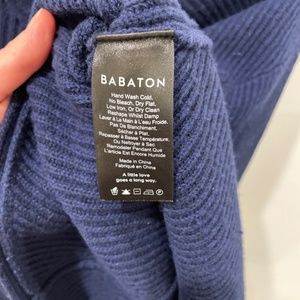 BABATON
Hand Wash Cold,
No Bleach, Dry Flat,
Low Iron, Or Dry Clean
Reshape Whilst Damp
Laver À La Main À L'eau Froide.
Pas De Blanchiment,
Sécher À Plat,
Repasser À Basse Température.
Ou Nettoyer À Sec
Remodeler Pendant Que
L'article Est Encore Humide
Made in China
Fabriqué en Chine
A little love
goes a long way.